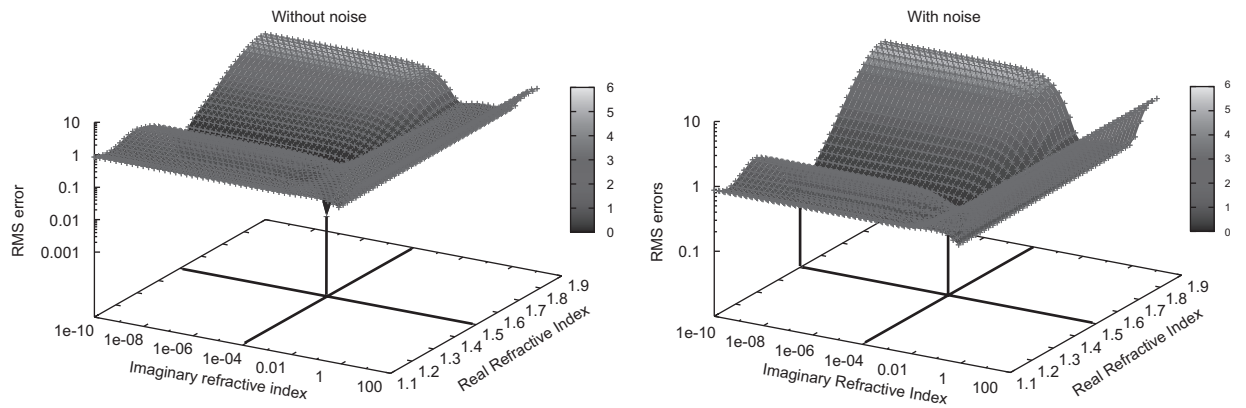 Without noise
6
5
4
3
2
1
0
10
1
0.1
0.01
0.001
RMS error
1e-10
1e-08
1e-06
1e-04
0.01
1
100
Imaginary refractive index
1.1
1.2
1.3
1.4
1.5
1.6
1.7
1.8
1.9
Real Refractive Index
With noise
6
5
4
3
2
1
0
10
1
0.1
RMS errors
1e-10
1e-08
1e-06
1e-04
0.01
1
100
Imaginary Refractive Index
1.1
1.2
1.3
1.4
1.5
1.6
1.7
1.8
1.9
Real Refractive Index